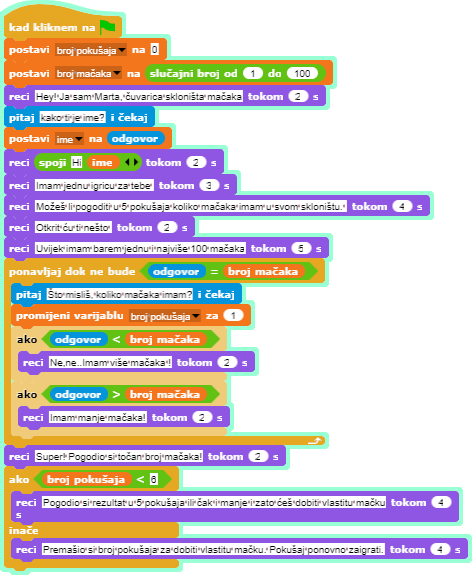 kad kliknem na
postavi broj pokušaja na 0
postavi broj mačaka na slučajni broj od 1 do 100
reci Hey! Ja sam Marta, čuvarica skloništa mačaka tokom 2 s
pitaj kako ti je ime? i čekaj
postavi ime na odgovor
reci spoji Hi ime tokom 2 s
reci Imam jednu igricu za tebe! tokom 3 s
reci Možeš li pogoditi u 5 pokušaja koliko mačaka imam u svom skloništu. tokom 4 s
reci Otkrit ću ti nešto tokom 2 s
reci Uvijek imam barem jednu i najviše 100 mačaka tokom 5 s
ponavljaj dok ne bude odgovor = broj mačaka
pitaj Što misliš, koliko mačaka imam? i čekaj
promijeni varijablu broj pokušaja za 1
ako odgovor < broj mačaka
reci Ne,ne..Imam više mačaka! tokom 2 s
ako odgovor > broj mačaka
reci Imam manje mačaka! tokom 2 s
reci Super! Pogodio si točan broj mačaka! tokom 2 s
ako broj pokušaja < 6
reci Pogodio si rezultat u 5 pokušaja ili čak i manje i zato ćeš dobiti vlastitu mačku tokom 4
s
inače
reci Premašio si broj pokušaja za dobiti vlastitu mačku. Pokušaj ponovno zaigrati. tokom 4 s